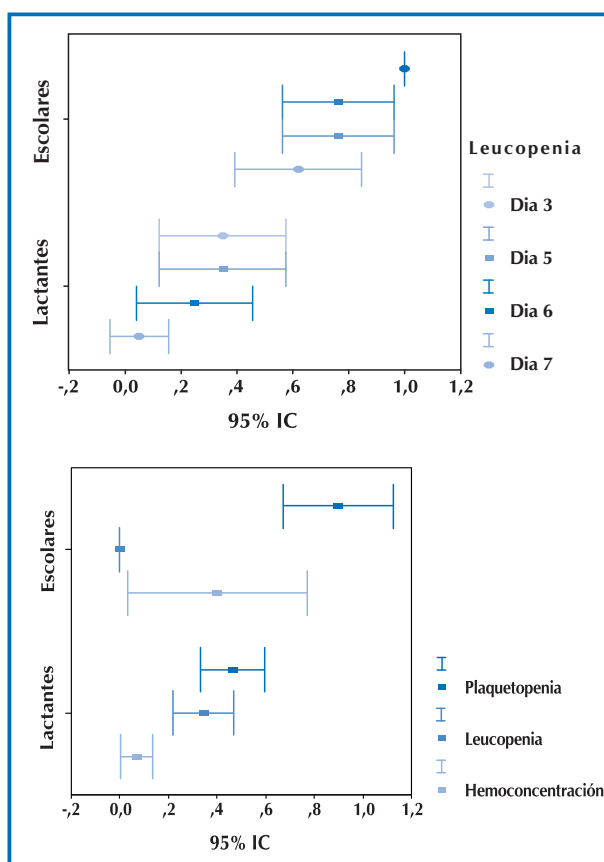 Escolares
Lactantes
-,2 0,0 ,2 ,4 ,6 ,8 1,0 1,2
95% IC
Leucopenia
Dia 3
Dia 5
Dia 6
Dia 7
Escolares
Lactantes
-,2 0,0 ,2 ,4 ,6 ,8 1,0 1,2
95% IC
Plaquetopenia
Leucopenia
Hemoconcentración